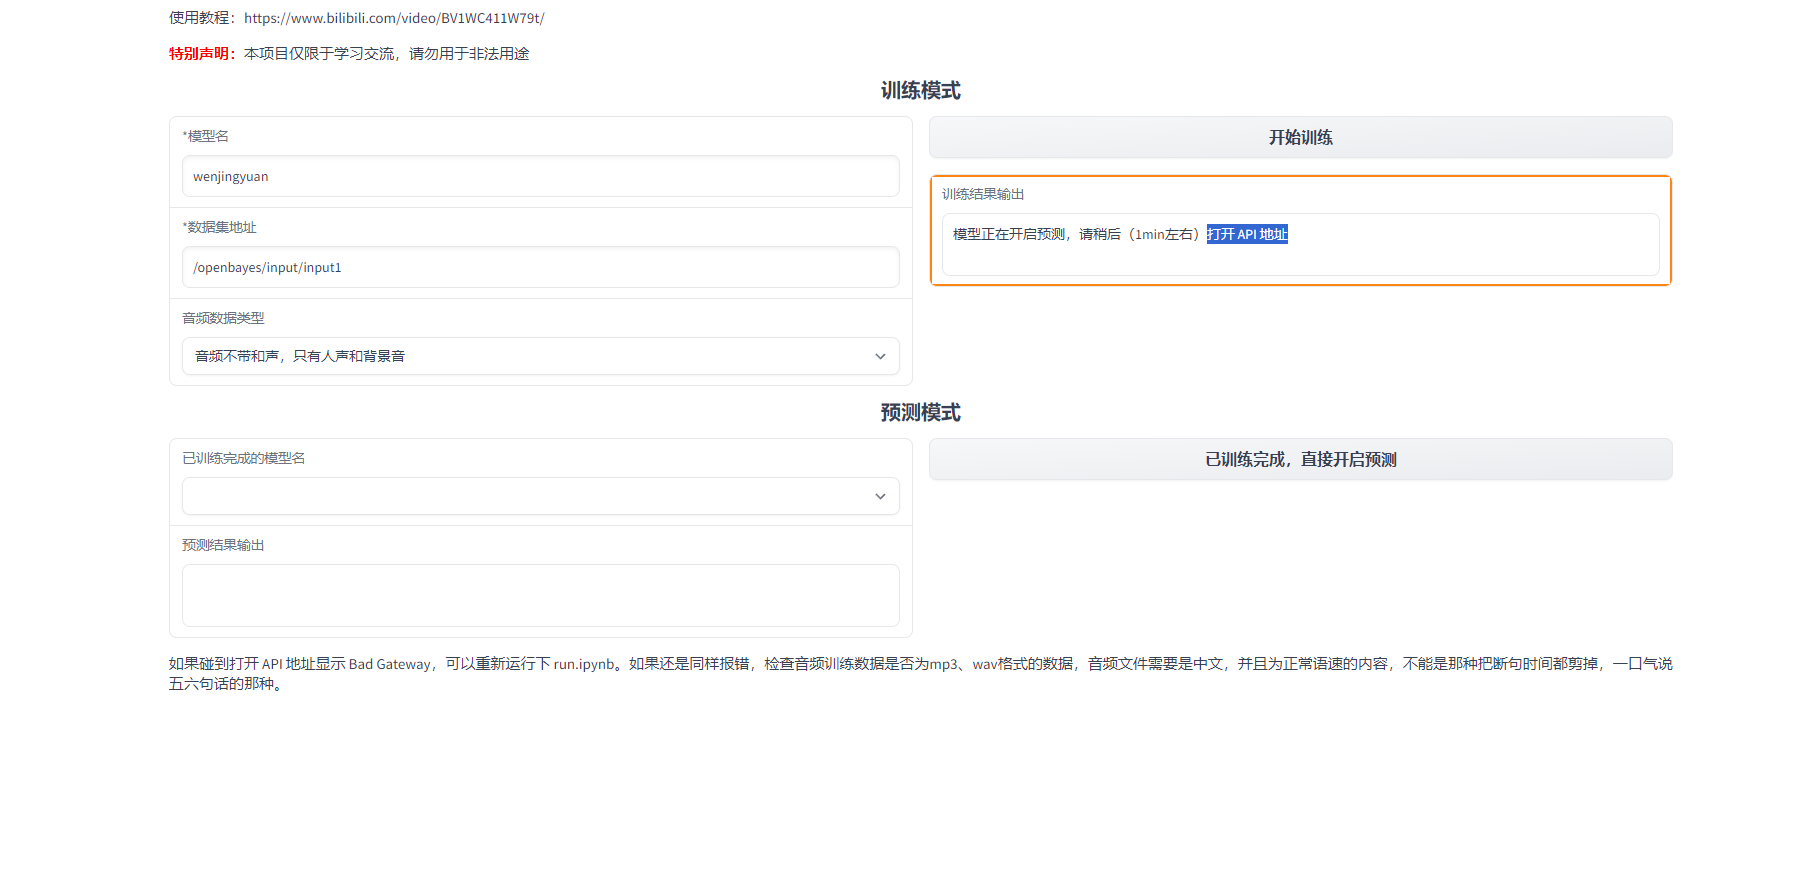 使用教程：https://www.bilibili.com/video/BV1WC411W79t/
特别声明：本项目仅限于学习交流，请勿用于非法用途
训练模式
*模型名
wenjingyuan
*数据集地址
/openbayes/input/input1
音频数据类型
音频不带和声，只有人声和背景音
开始训练
训练结果输出
模型正在开启预测，请稍后（1min左右）打开 API 地址
预测模式
已训练完成的模型名
预测结果输出
已训练完成，直接开启预测
如果碰到打开 API 地址显示 Bad Gateway，可以重新运行下 run.ipynb。如果还是同样报错，检查音频训练数据是否为mp3、wav格式的数据，音频文件需要是中文，并且为正常语速的内容，不能是那种把断句时间都剪掉，一口气说
五六句话的那种。